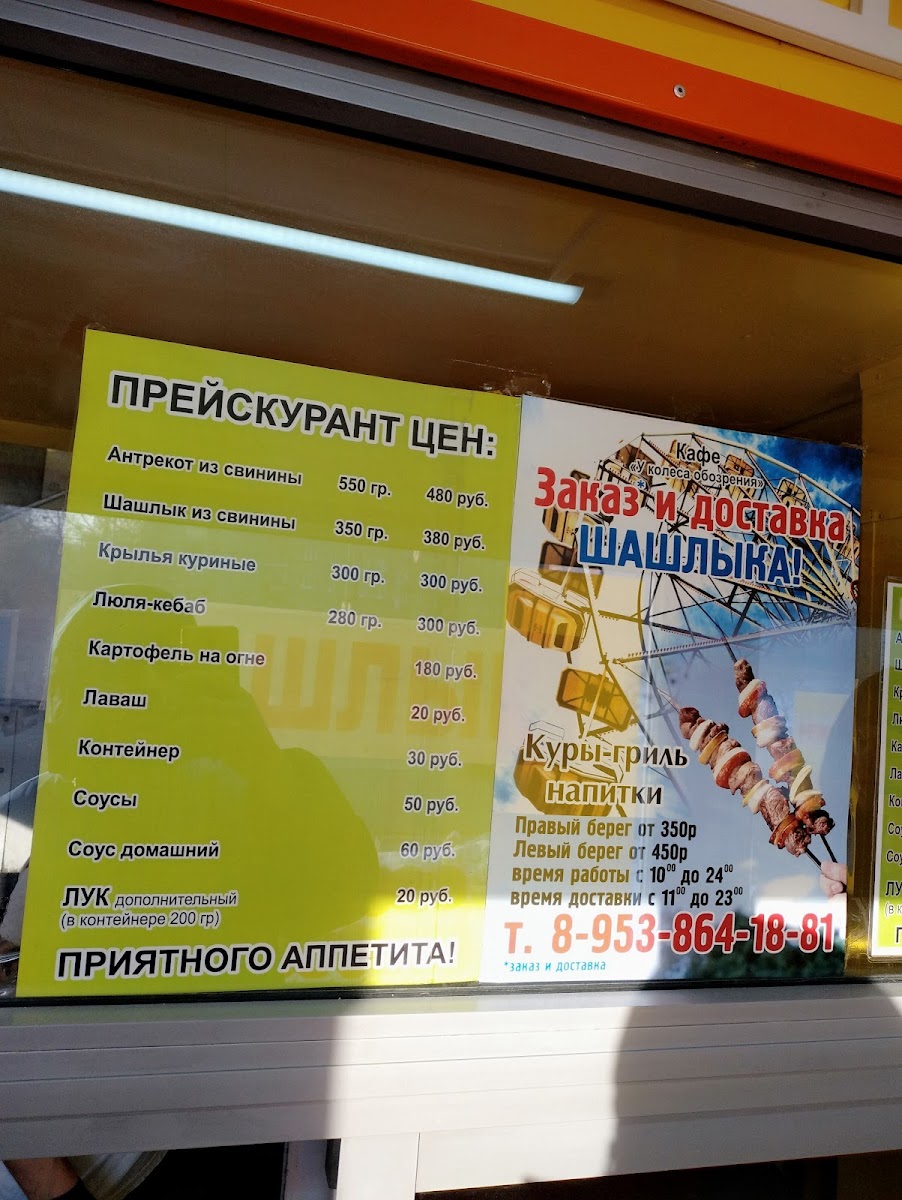 ПРЕЙСКУРАНТ ЦЕН:
Антрекот из свинины 550 гр. 480 руб.
Шашлык из свинины 350 гр. 380 руб.
Крылья куриные 300 гр. 300 руб.
Люля-кебаб 280 гр. 300 руб.
Картофель на огне 180 руб.
Лаваш 20 руб.
Контейнер 30 руб.
Соусы 50 руб.
Соус домашний 60 руб.
ЛУК дополнительный 20 руб.
(в контейнере 200 гр)
ПРИЯТНОГО АППЕТИТА!
Кафе
«У колеса обозрения»
Заказ* и доставка
ШАШЛЫКА!
Куры-гриль
напитки
Правый берег от 350р
Левый берег от 450р
время работы с 10⁰⁰ до 24⁰⁰
время доставки с 11⁰⁰ до 23⁰⁰
т. 8-953-864-18-81
*заказ и доставка